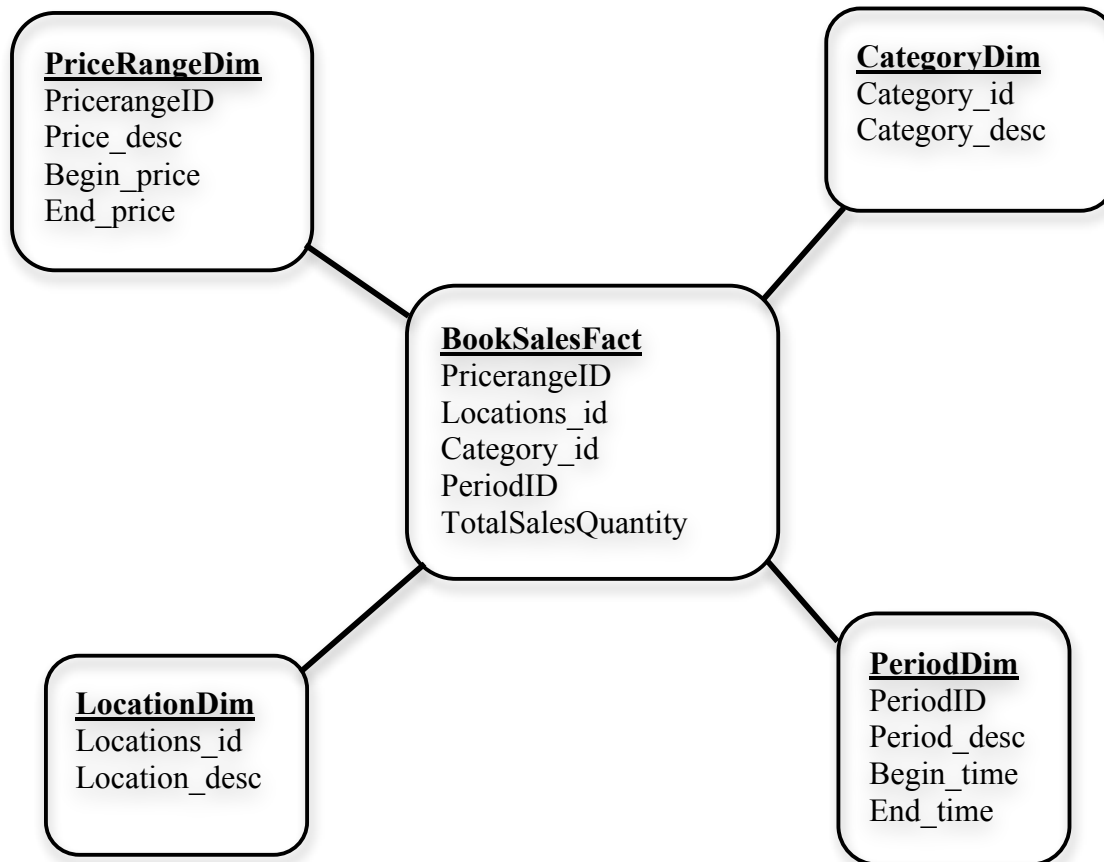 PriceRangeDim
PricerangeID
Price_desc
Begin_price
End_price
CategoryDim
Category_id
Category_desc
BookSalesFact
PricerangeID
Locations_id
Category_id
PeriodID
TotalSalesQuantity
LocationDim
Locations_id
Location_desc
PeriodDim
PeriodID
Period_desc
Begin_time
End_time